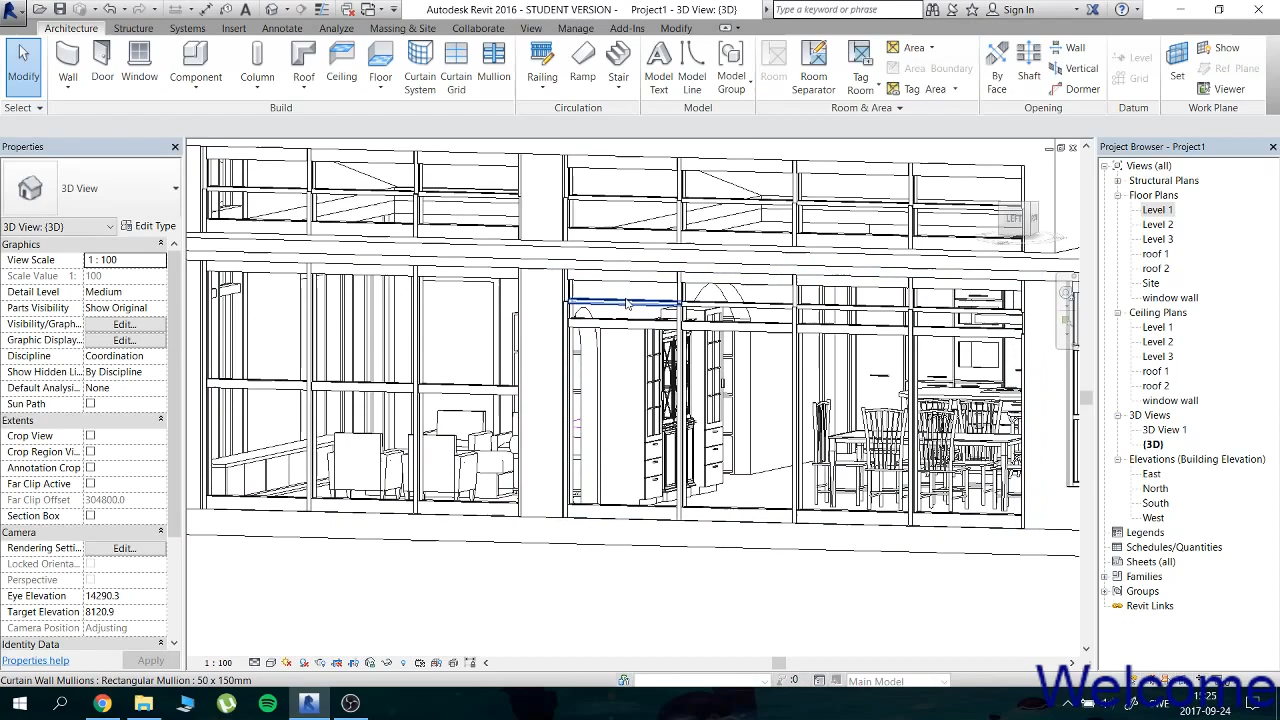 Autodesk Revit 2016 - STUDENT VERSION - Project1 - 3D View: {3D}
Type a keyword or phrase
Sign In
Architecture Structure Systems Insert Annotate Analyze Massing & Site Collaborate View Manage Add-Ins Modify
Modify
Wall
Door
Window
Component
Column
Roof
Ceiling
Floor
Curtain System
Curtain Grid
Mullion
Railing
Ramp
Stair
Model Text
Model Line
Model Group
Room
Room Separator
Tag Room
Area
Area Boundary
Tag Area
By Face
Shaft
Wall
Vertical
Dormer
Level
Grid
Set
Show
Ref Plane
Viewer
Select
Build
Circulation
Model
Room & Area
Opening
Datum
Work Plane
Properties
3D View
3D View: {3D}
Edit Type
Graphics
View Scale 1 : 100
Scale Value 1: 100
Detail Level Medium
Parts Visibility Show Original
Visibility/Graph... Edit...
Graphic Display... Edit...
Discipline Coordination
Show Hidden Li... By Discipline
Default Analysi... None
Sun Path
Extents
Crop View
Crop Region Vi...
Annotation Crop
Far Clip Active
Far Clip Offset 304800.0
Section Box
Camera
Rendering Setti... Edit...
Locked Orienta...
Perspective
Eye Elevation 14290.3
Target Elevation 8120.9
Camera Position Adjusting
Identity Data
Properties help
Apply
LEFT
1 : 100
Project Browser - Project1
Views (all)
Structural Plans
Floor Plans
Level 1
Level 2
Level 3
roof 1
roof 2
Site
window wall
Ceiling Plans
Level 1
Level 2
Level 3
roof 1
roof 2
window wall
3D Views
3D View 1
{3D}
Elevations (Building Elevation)
East
North
South
West
Legends
Schedules/Quantities
Sheets (all)
Families
Groups
Revit Links
Curtain Wall Mullions : Rectangular Mullion : 50 x 150mm
:0
Main Model
Welcome
15:25
SWE
2017-09-24